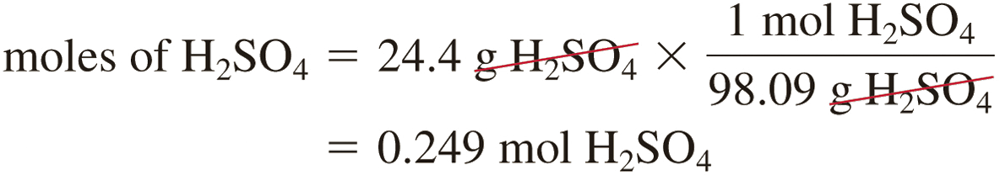 moles of H₂SO₄ = 24.4 g H₂SO₄ × 1 mol H₂SO₄ / 98.09 g H₂SO₄
= 0.249 mol H₂SO₄